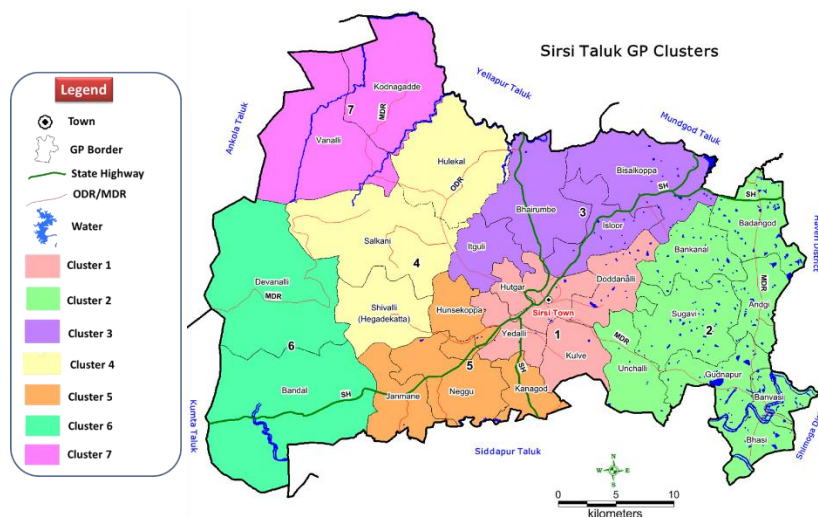 Sirsi Taluk GP Clusters
Legend
Town
GP Border
State Highway
ODR/MDR
Water
Cluster 1
Cluster 2
Cluster 3
Cluster 4
Cluster 5
Cluster 6
Cluster 7
Ankola Taluk
Yellapur Taluk
Mundgod Taluk
Kodnagadde
7
MDR
Vanalli
Hulekal
ODR
Bisalkoppa
SH
SH
Bhairumbe
3
Isloor
Badangod
Itguli
Bankanal
Salkani
4
Devanalli
MDR
Hutgar
Doddanalli
MDR
Andgi
Shivalli
(Hegadekatta)
Hunsekoppa
Sirsi Town
Sugavi
2
Yedalli
1
MDR
6
5
SH
Kulve
Unchalli
Gudnapur
Bandal
SH
Janmane
Neggu
Kanagod
Banvasi
Kumta Taluk
Bhasi
Siddapur Taluk
N
W
E
S
0
5
10
kilometers